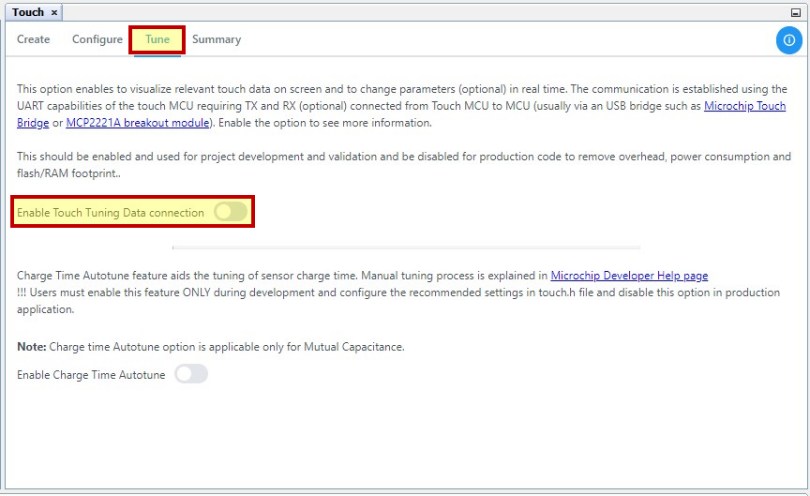 Touch ×
Create Configure Tune Summary
This option enables to visualize relevant touch data on screen and to change parameters (optional) in real time. The communication is established using the
UART capabilities of the touch MCU requiring TX and RX (optional) connected from Touch MCU to MCU (usually via an USB bridge such as Microchip Touch
Bridge or MCP2221A breakout module). Enable the option to see more information.
This should be enabled and used for project development and validation and be disabled for production code to remove overhead, power consumption and
flash/RAM footprint..
Enable Touch Tuning Data connection
Charge Time Autotune feature aids the tuning of sensor charge time. Manual tuning process is explained in Microchip Developer Help page
!!! Users must enable this feature ONLY during development and configure the recommended settings in touch.h file and disable this option in production
application.
Note: Charge time Autotune option is applicable only for Mutual Capacitance.
Enable Charge Time Autotune